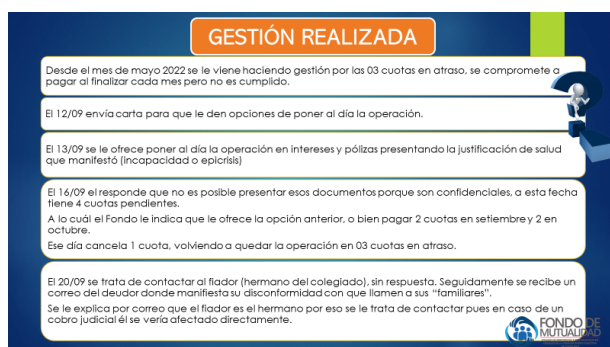 GESTIÓN REALIZADA
Desde el mes de mayo 2022 se le viene haciendo gestión por las 03 cuotas en atraso, se compromete a
pagar al finalizar cada mes pero no es cumplido.
El 12/09 envía carta para que le den opciones de poner al día la operación.
El 13/09 se le ofrece poner al día la operación en intereses y pólizas presentando la justificación de salud
que manifestó (incapacidad o epicrisis)
El 16/09 el responde que no es posible presentar esos documentos porque son confidenciales, a esta fecha
tiene 4 cuotas pendientes.
A lo cuál el Fondo le indica que le ofrece la opción anterior, o bien pagar 2 cuotas en setiembre y 2 en
octubre.
Ese día cancela 1 cuota, volviendo a quedar la operación en 03 cuotas en atraso.
El 20/09 se trata de contactar al fiador (hermano del colegiado), sin respuesta. Seguidamente se recibe un
correo del deudor donde manifiesta su disconformidad con que llamen a sus “familiares”.
Se le explica por correo que el fiador es el hermano por eso se le trata de contactar pues en caso de un
cobro judicial él se vería afectado directamente.
FONDO DE
MUTUALIDAD